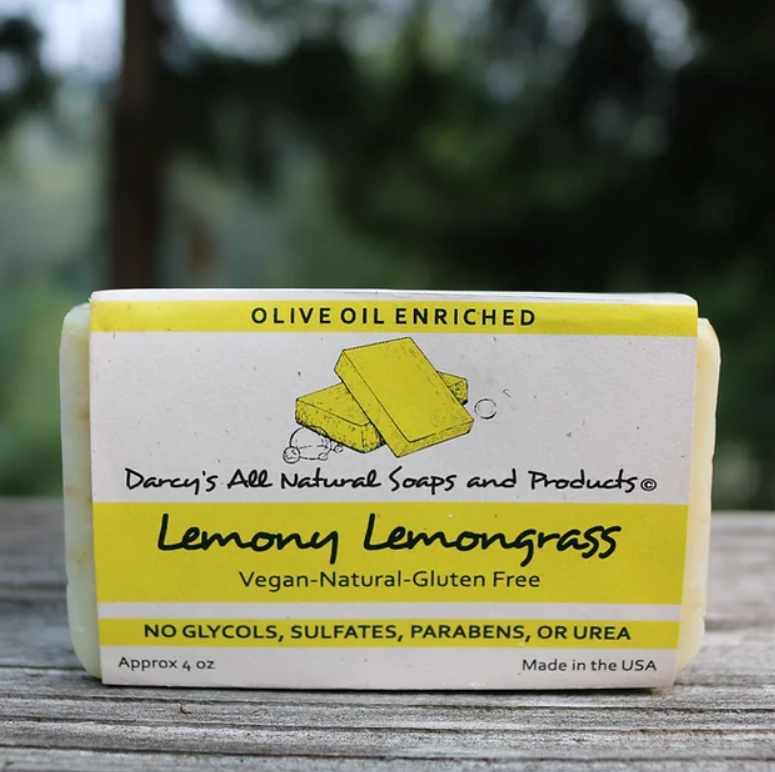 OLIVE OIL ENRICHED
Darcy's All Natural Soaps and Products©
Lemony Lemongrass
Vegan-Natural-Gluten Free
NO GLYCOLS, SULFATES, PARABENS, OR UREA
Approx 4 oz Made in the USA